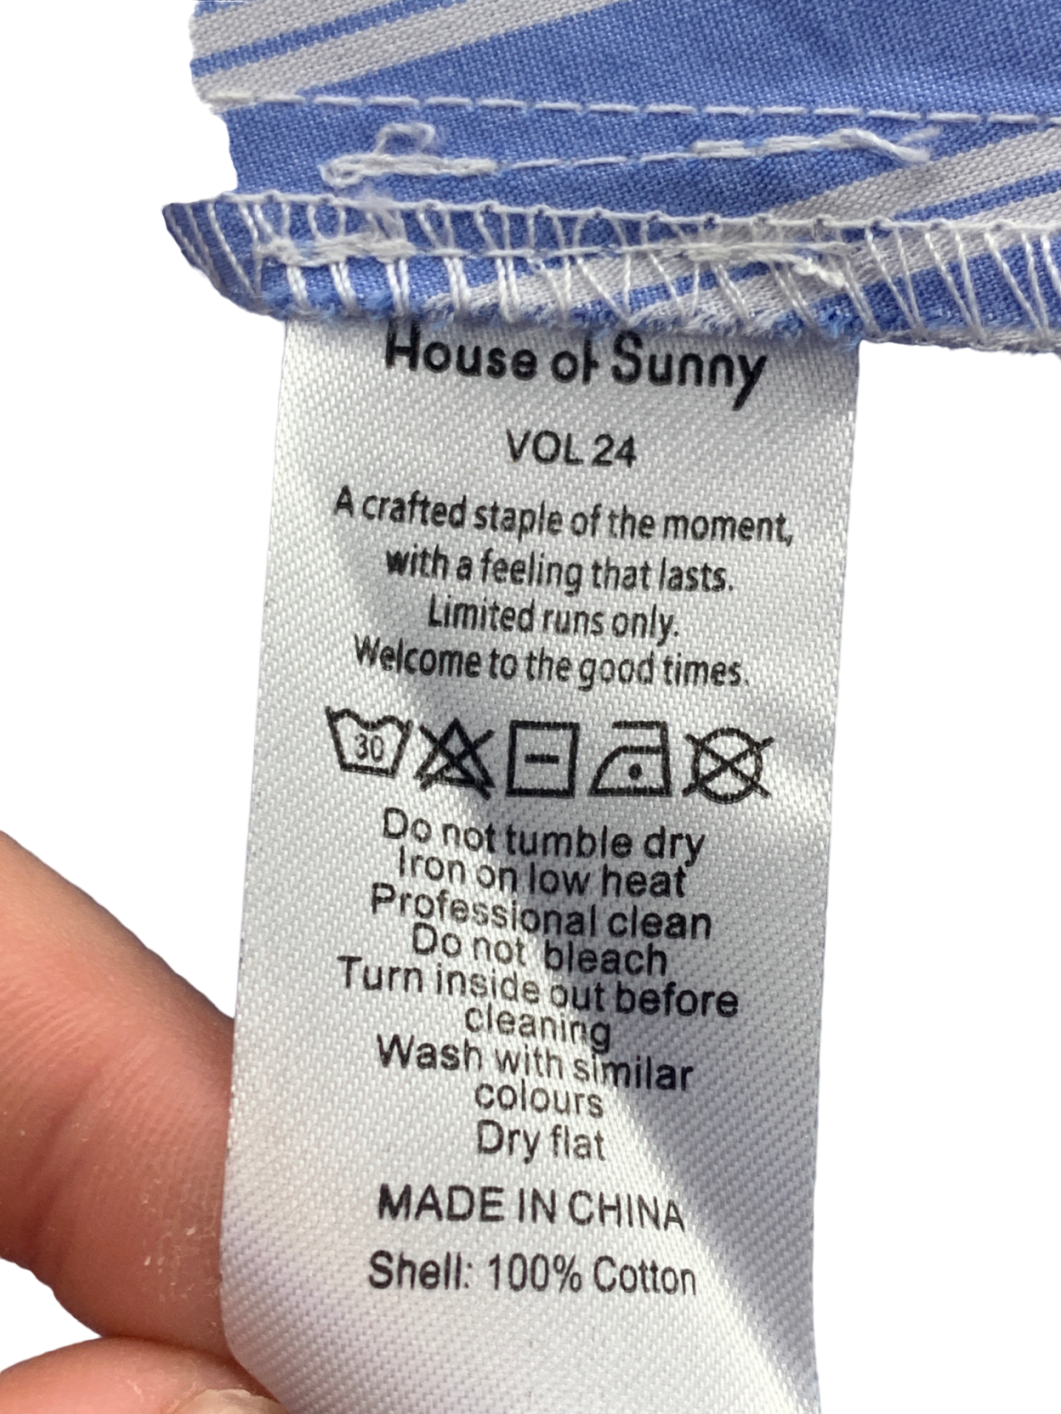 House of Sunny
VOL 24
A crafted staple of the moment,
with a feeling that lasts.
Limited runs only.
Welcome to the good times.
30
Do not tumble dry
Iron on low heat
Professional clean
Do not bleach
Turn inside out before
cleaning
Wash with similar
colours
Dry flat
MADE IN CHINA
Shell: 100% Cotton